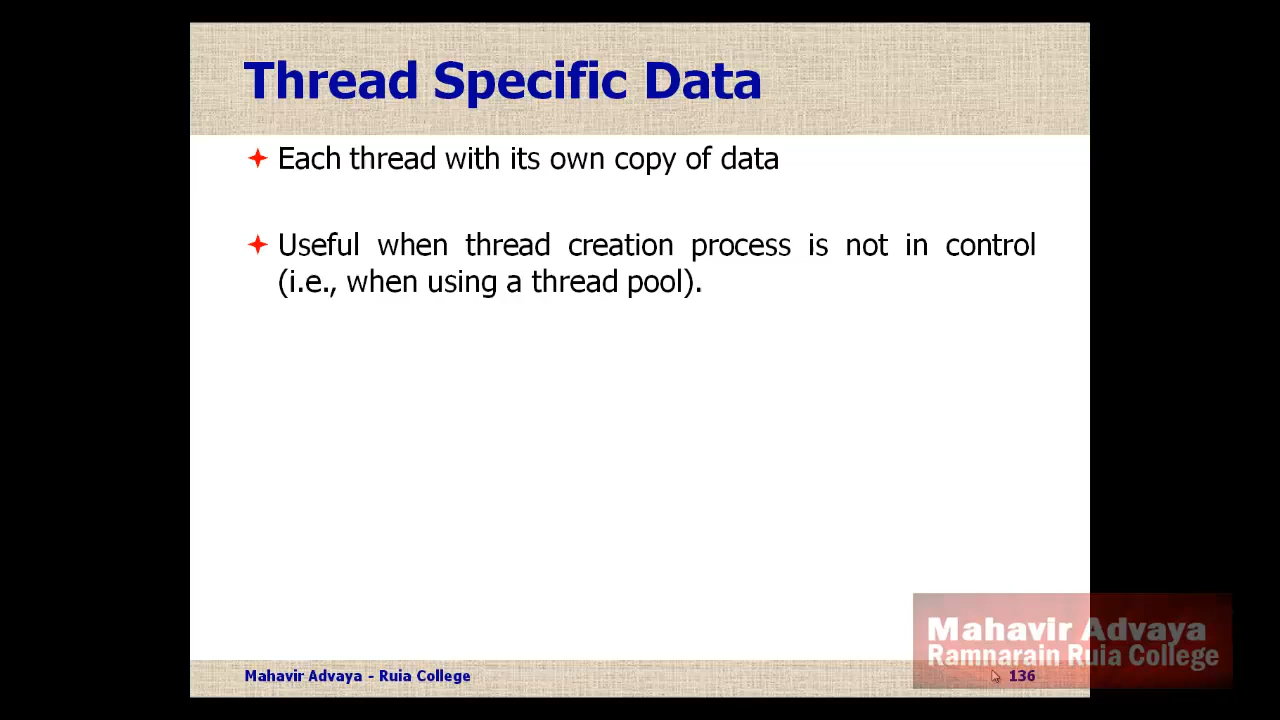 Thread Specific Data
Each thread with its own copy of data
Useful when thread creation process is not in control
(i.e., when using a thread pool).
Mahavir Advaya
Ramnarain Ruia College
Mahavir Advaya - Ruia College
136